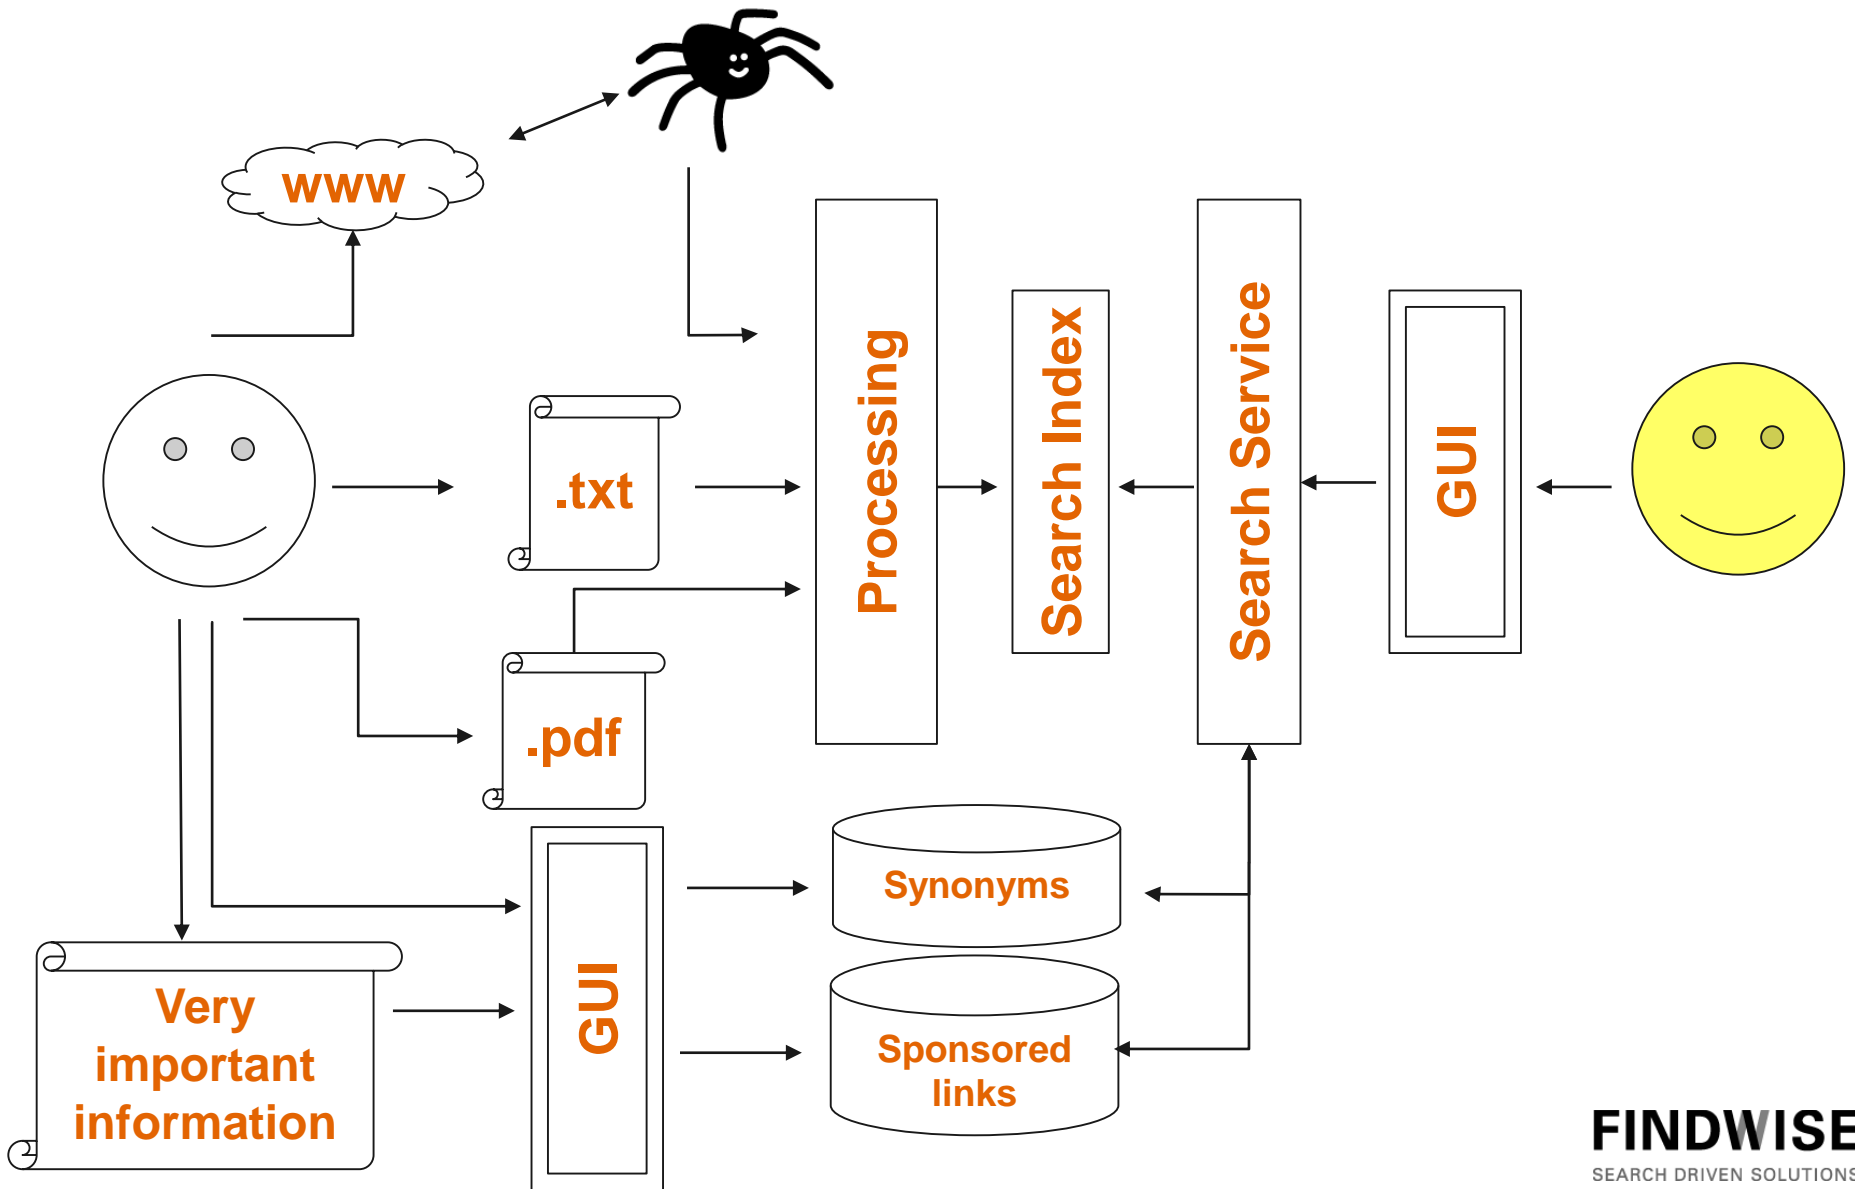 www
.txt
.pdf
Processing
Search Index
Search Service
GUI
Synonyms
GUI
Sponsored
links
Very
important
information
FINDWISE
SEARCH DRIVEN SOLUTIONS